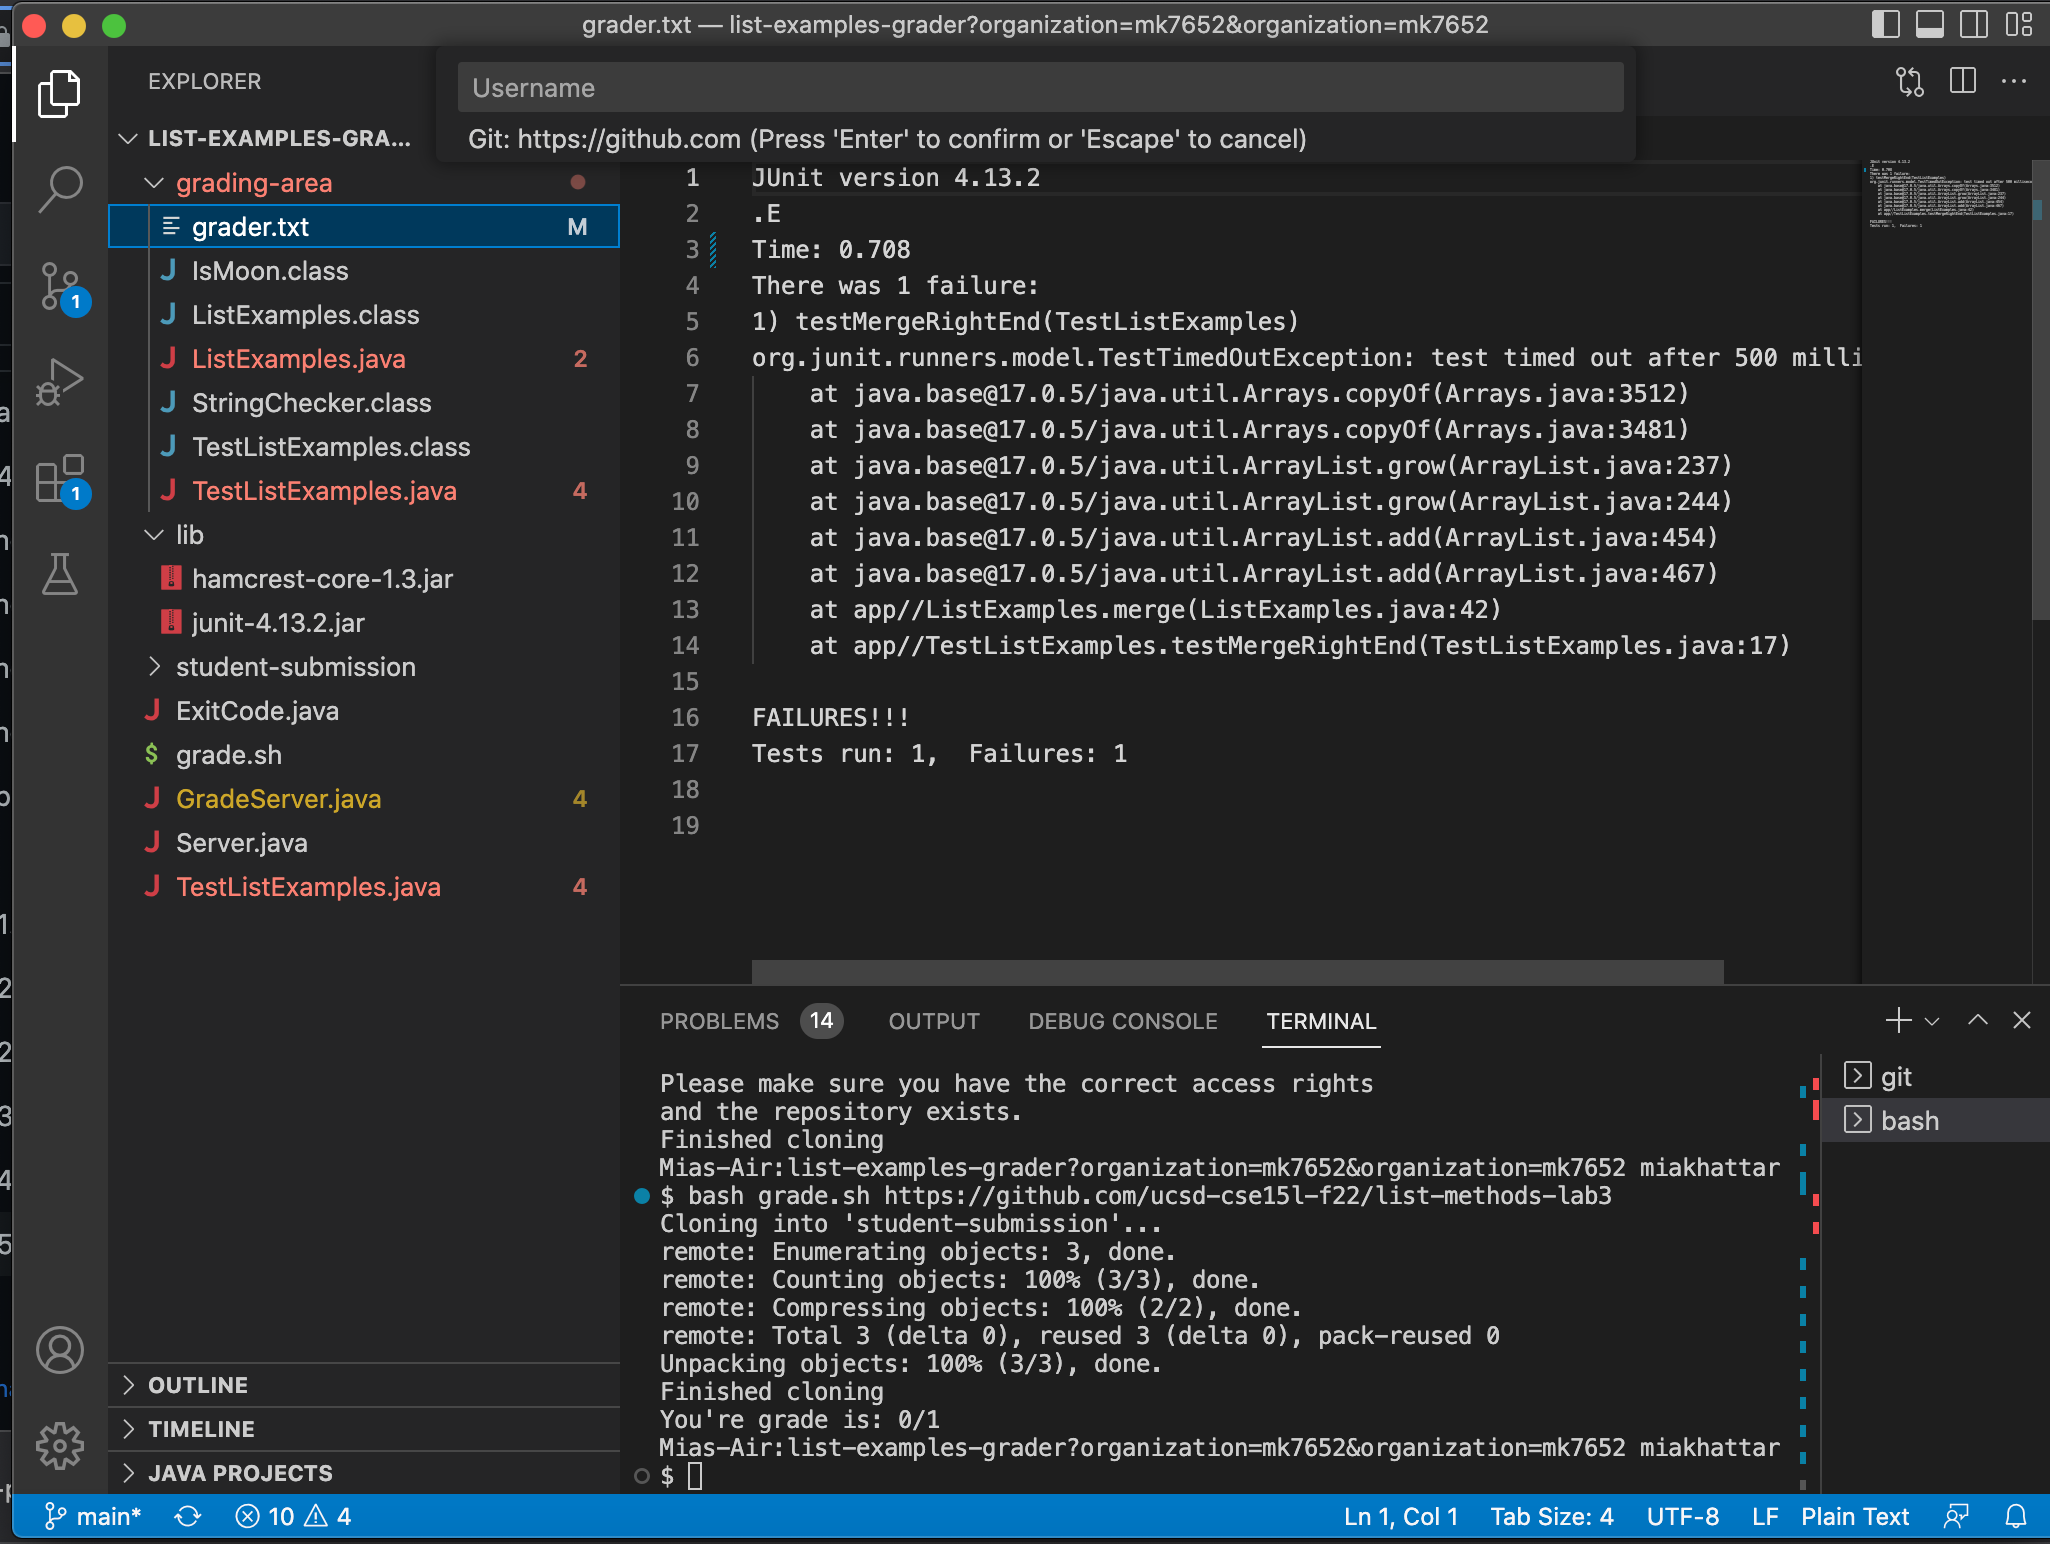 grader.txt — list-examples-grader?organization=mk7652&organization=mk7652
EXPLORER
Username
Git: https://github.com (Press 'Enter' to confirm or 'Escape' to cancel)
LIST-EXAMPLES-GRA...
grading-area
grader.txt M
IsMoon.class
ListExamples.class
ListExamples.java 2
StringChecker.class
TestListExamples.class
TestListExamples.java 4
lib
hamcrest-core-1.3.jar
junit-4.13.2.jar
student-submission
ExitCode.java
$ grade.sh
GradeServer.java 4
Server.java
TestListExamples.java 4
1
1
OUTLINE
TIMELINE
JAVA PROJECTS
1 JUnit version 4.13.2
2 .E
3 Time: 0.708
4 There was 1 failure:
5 1) testMergeRightEnd(TestListExamples)
6 org.junit.runners.model.TestTimedOutException: test timed out after 500 milli
7 at java.base@17.0.5/java.util.Arrays.copyOf(Arrays.java:3512)
8 at java.base@17.0.5/java.util.Arrays.copyOf(Arrays.java:3481)
9 at java.base@17.0.5/java.util.ArrayList.grow(ArrayList.java:237)
10 at java.base@17.0.5/java.util.ArrayList.grow(ArrayList.java:244)
11 at java.base@17.0.5/java.util.ArrayList.add(ArrayList.java:454)
12 at java.base@17.0.5/java.util.ArrayList.add(ArrayList.java:467)
13 at app//ListExamples.merge(ListExamples.java:42)
14 at app//TestListExamples.testMergeRightEnd(TestListExamples.java:17)
15
16 FAILURES!!!
17 Tests run: 1,  Failures: 1
18
19
PROBLEMS 14 OUTPUT DEBUG CONSOLE TERMINAL
Please make sure you have the correct access rights
and the repository exists.
Finished cloning
Mias-Air:list-examples-grader?organization=mk7652&organization=mk7652 miakhattar
$ bash grade.sh https://github.com/ucsd-cse15l-f22/list-methods-lab3
Cloning into 'student-submission'...
remote: Enumerating objects: 3, done.
remote: Counting objects: 100% (3/3), done.
remote: Compressing objects: 100% (2/2), done.
remote: Total 3 (delta 0), reused 3 (delta 0), pack-reused 0
Unpacking objects: 100% (3/3), done.
Finished cloning
You're grade is: 0/1
Mias-Air:list-examples-grader?organization=mk7652&organization=mk7652 miakhattar
$
git
bash
main* 10 4 Ln 1, Col 1 Tab Size: 4 UTF-8 LF Plain Text